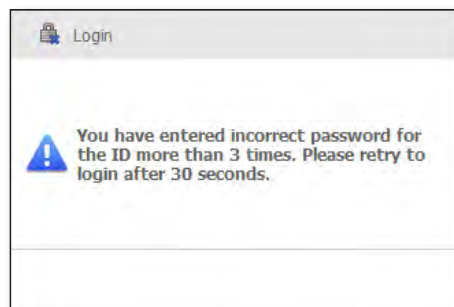 Login
You have entered incorrect password for
the ID more than 3 times. Please retry to
login after 30 seconds.